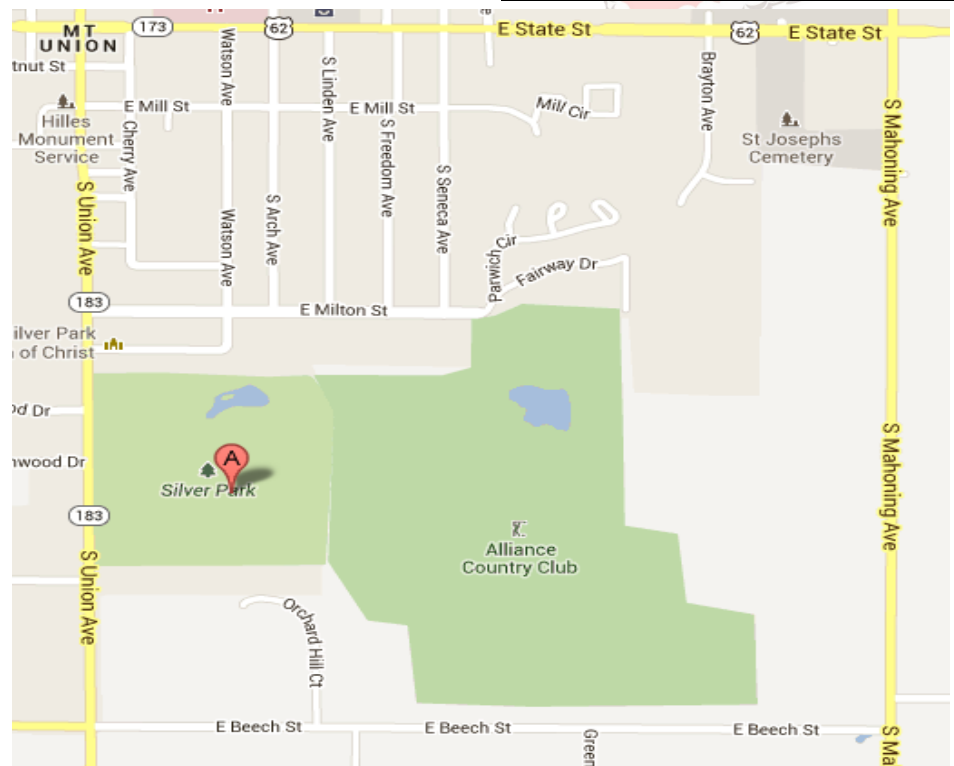 173
62
E State St
62
E State St
MT
UNION
tnut St
Watson Ave
S Linden Ave
Brayton Ave
E Mill St
E Mill St
Mill Cir
Hilles
Monument
Service
Cherry Ave
S Freedom Ave
St Josephs
Cemetery
S Mahoning Ave
S Union Ave
Watson Ave
S Arch Ave
S Seneca Ave
Parwich Cir
Fairway Dr
183
E Milton St
ilver Park
of Christ
od Dr
nwood Dr
A
Silver Park
S Mahoning Ave
183
Alliance
Country Club
S Union Ave
Orchard Hill Ct
E Beech St
E Beech St
E Beech St
Green
S Ma